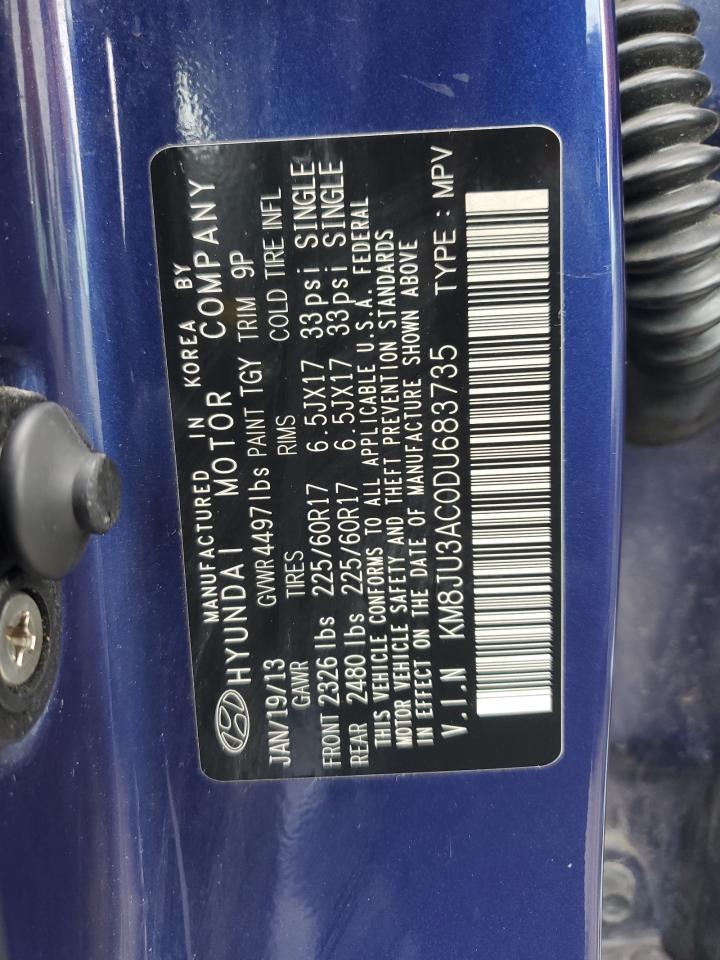 MANUFACTURED IN KOREA BY
HYUNDAI MOTOR COMPANY
JAN/19/13 GVWR 4497lbs PAINT TGY TRIM 9P
GAWR TIRES RIMS COLD TIRE INFL
FRONT 2326 lbs 225/60R17 6.5JX17 33psi SINGLE
REAR 2480 lbs 225/60R17 6.5JX17 33psi SINGLE
THIS VEHICLE CONFORMS TO ALL APPLICABLE U.S.A. FEDERAL
MOTOR VEHICLE SAFETY AND THEFT PREVENTION STANDARDS
IN EFFECT ON THE DATE OF MANUFACTURE SHOWN ABOVE
V.I.N KM8JU3AC0DU683735 TYPE : MPV